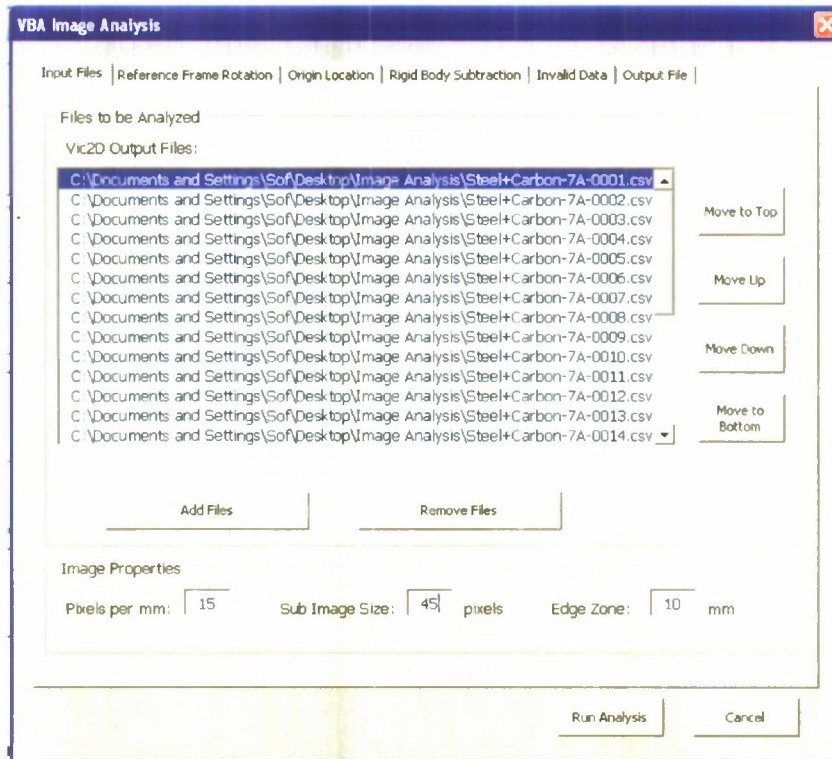 VBA Image Analysis
Input Files | Reference Frame Rotation | Origin Location | Rigid Body Subtraction | Invalid Data | Output File |
Files to be Analyzed
Vic2D Output Files:
C:\Documents and Settings\Sof\Desktop\Image Analysis\Steel+Carbon-7A-0001.csv
C:\Documents and Settings\Sof\Desktop\Image Analysis\Steel+Carbon-7A-0002.csv
C:\Documents and Settings\Sof\Desktop\Image Analysis\Steel+Carbon-7A-0003.csv
C:\Documents and Settings\Sof\Desktop\Image Analysis\Steel+Carbon-7A-0004.csv
C:\Documents and Settings\Sof\Desktop\Image Analysis\Steel+Carbon-7A-0005.csv
C:\Documents and Settings\Sof\Desktop\Image Analysis\Steel+Carbon-7A-0006.csv
C:\Documents and Settings\Sof\Desktop\Image Analysis\Steel+Carbon-7A-0007.csv
C:\Documents and Settings\Sof\Desktop\Image Analysis\Steel+Carbon-7A-0008.csv
C:\Documents and Settings\Sof\Desktop\Image Analysis\Steel+Carbon-7A-0009.csv
C:\Documents and Settings\Sof\Desktop\Image Analysis\Steel+Carbon-7A-0010.csv
C:\Documents and Settings\Sof\Desktop\Image Analysis\Steel+Carbon-7A-0011.csv
C:\Documents and Settings\Sof\Desktop\Image Analysis\Steel+Carbon-7A-0012.csv
C:\Documents and Settings\Sof\Desktop\Image Analysis\Steel+Carbon-7A-0013.csv
C:\Documents and Settings\Sof\Desktop\Image Analysis\Steel+Carbon-7A-0014.csv
Move to Top
Move Up
Move Down
Move to
Bottom
Add Files
Remove Files
Image Properties
Pixels per mm: 15 Sub Image Size: 45 pixels Edge Zone: 10 mm
Run Analysis
Cancel